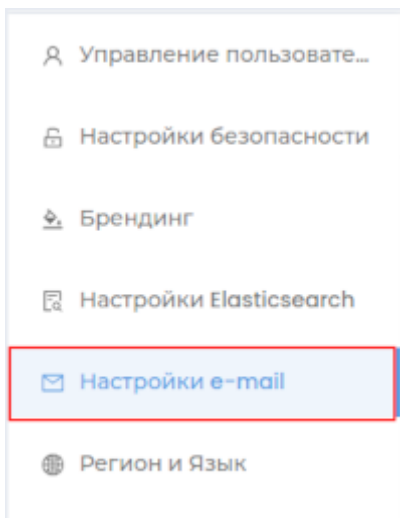 Управление пользовате...
Настройки безопасности
Брендинг
Настройки Elasticsearch
Настройки e-mail
Регион и Язык